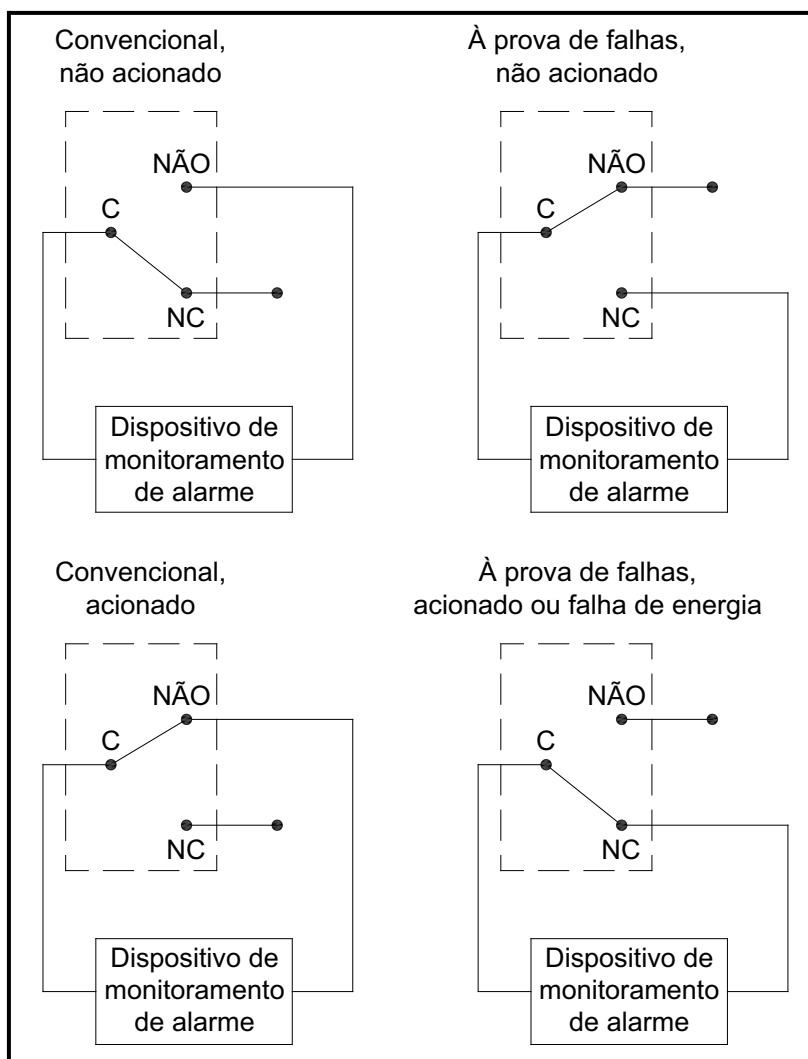 Convencional,
não acionado
NÃO
C
NC
Dispositivo de
monitoramento
de alarme
À prova de falhas,
não acionado
NÃO
C
NC
Dispositivo de
monitoramento
de alarme
Convencional,
acionado
NÃO
C
NC
Dispositivo de
monitoramento
de alarme
À prova de falhas,
acionado ou falha de energia
NÃO
C
NC
Dispositivo de
monitoramento
de alarme